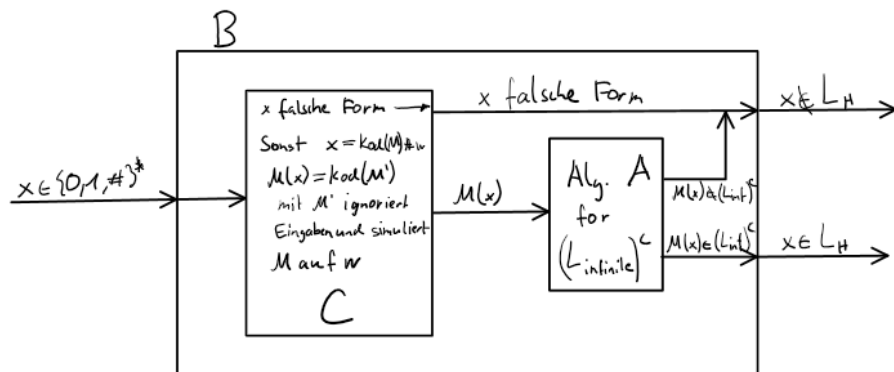 B
x falsche Form →
Sonst x = Kod(M)#w
M(x) = Kod(M')
mit M' ignoriert
Eingaben und simuliert
M auf w
C
x ∈ {0,1,#}*
x falsche Form
x ∉ L_H
M(x)
Alg. A
for
(L_infinite)^C
M(x) ∉ (L_inf)^C
M(x) ∈ (L_inf)^C
x ∈ L_H